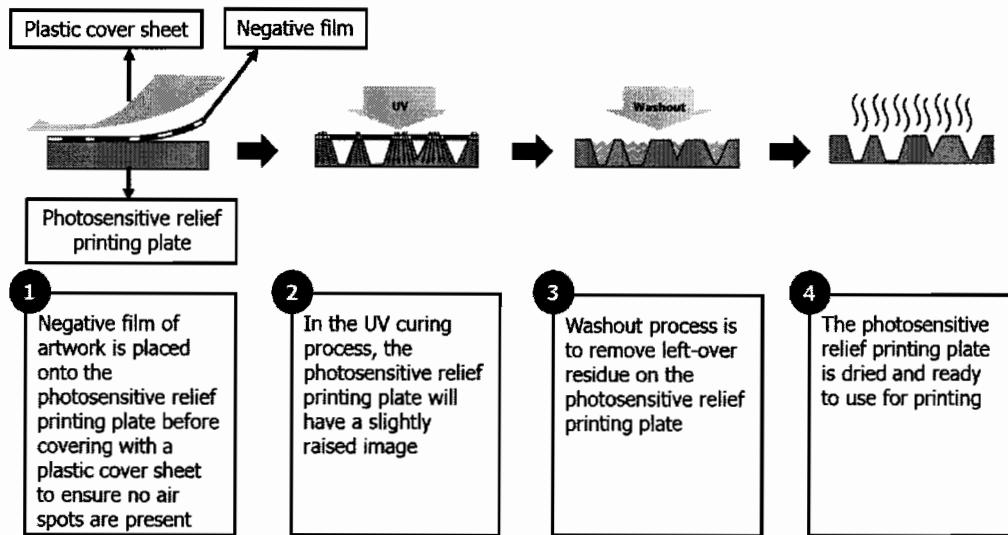 Plastic cover sheet
Negative film
UV
Washout
Photosensitive relief
printing plate
1
Negative film of
artwork is placed
onto the
photosensitive relief
printing plate before
covering with a
plastic cover sheet
to ensure no air
spots are present
2
In the UV curing
process, the
photosensitive relief
printing plate will
have a slightly
raised image
3
Washout process is
to remove left-over
residue on the
photosensitive relief
printing plate
4
The photosensitive
relief printing plate
is dried and ready
to use for printing